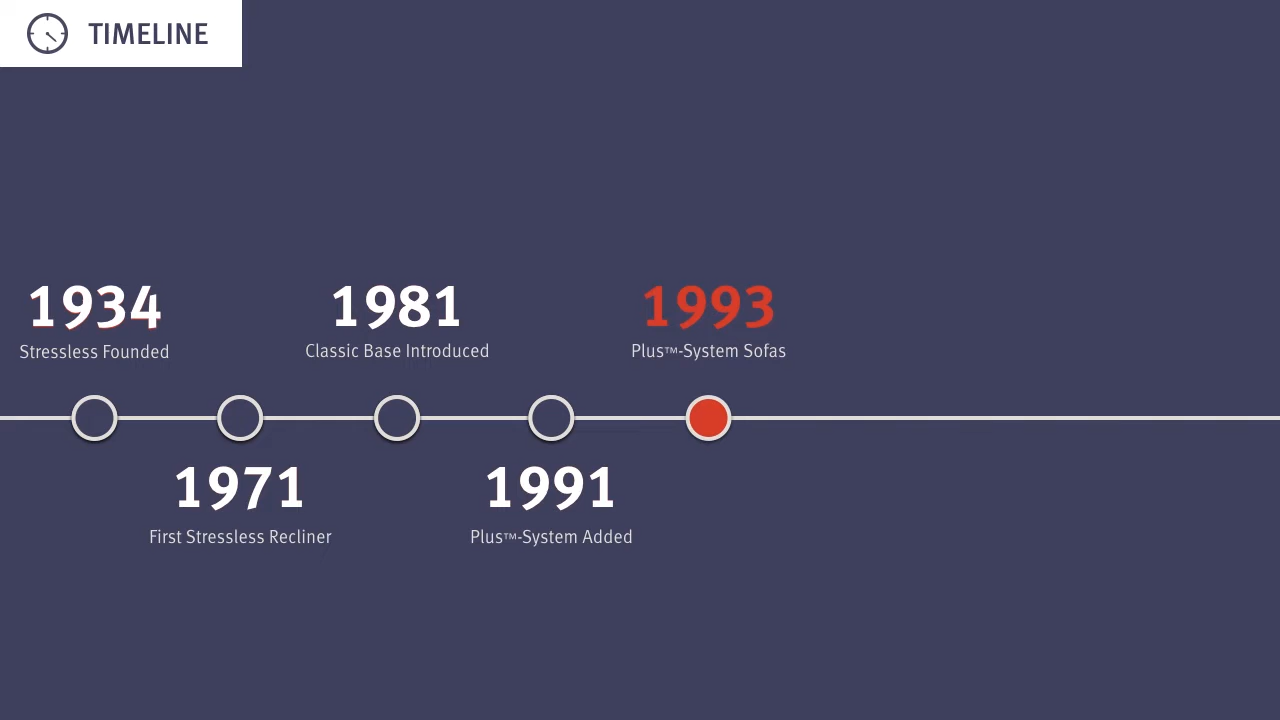 TIMELINE
1934
Stressless Founded
1981
Classic Base Introduced
1993
Plus™-System Sofas
1971
First Stressless Recliner
1991
Plus™-System Added